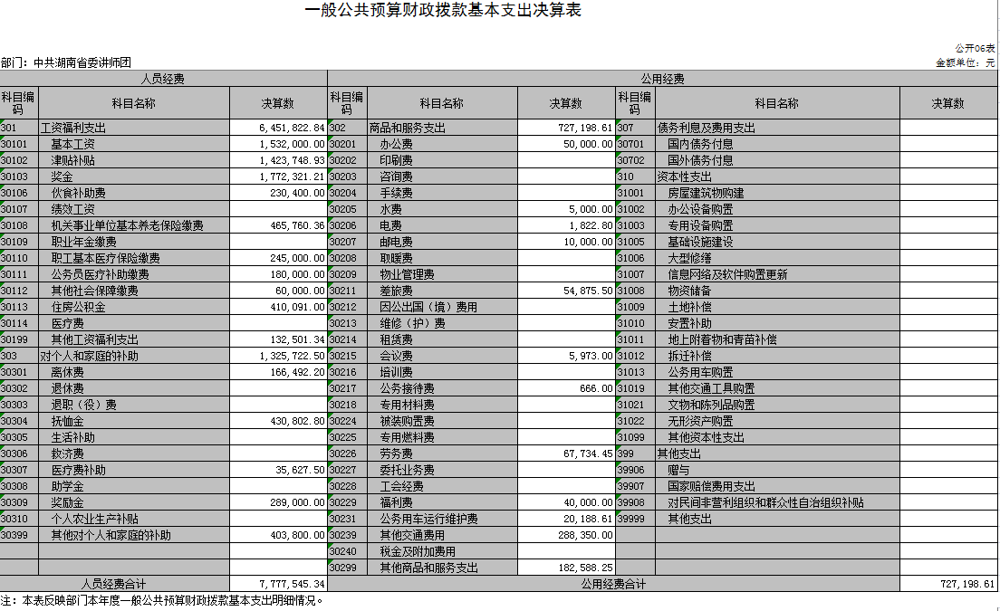 一般公共预算财政拨款基本支出决算表
公开06表
部门：中共湖南省委讲师团 金额单位：元
人员经费 公用经费
科目编码 科目名称 决算数 科目编码 科目名称 决算数 科目编码 科目名称 决算数
301 工资福利支出 6,451,822.84 302 商品和服务支出 727,198.61 307 债务利息及费用支出
30101 基本工资 1,532,000.00 30201 办公费 50,000.00 30701 国内债务付息
30102 津贴补贴 1,423,748.93 30202 印刷费 30702 国外债务付息
30103 奖金 1,772,321.21 30203 咨询费 310 资本性支出
30106 伙食补助费 230,400.00 30204 手续费 31001 房屋建筑物购建
30107 绩效工资 30205 水费 5,000.00 31002 办公设备购置
30108 机关事业单位基本养老保险缴费 465,760.36 30206 电费 1,822.80 31003 专用设备购置
30109 职业年金缴费 30207 邮电费 10,000.00 31005 基础设施建设
30110 职工基本医疗保险缴费 245,000.00 30208 取暖费 31006 大型修缮
30111 公务员医疗补助缴费 180,000.00 30209 物业管理费 31007 信息网络及软件购置更新
30112 其他社会保障缴费 60,000.00 30211 差旅费 54,875.50 31008 物资储备
30113 住房公积金 410,091.00 30212 因公出国（境）费用 31009 土地补偿
30114 医疗费 30213 维修（护）费 31010 安置补助
30199 其他工资福利支出 132,501.34 30214 租赁费 31011 地上附着物和青苗补偿
303 对个人和家庭的补助 1,325,722.50 30215 会议费 5,973.00 31012 拆迁补偿
30301 离休费 166,492.20 30216 培训费 31013 公务用车购置
30302 退休费 30217 公务接待费 666.00 31019 其他交通工具购置
30303 退职（役）费 30218 专用材料费 31021 文物和陈列品购置
30304 抚恤金 430,802.80 30224 被装购置费 31022 无形资产购置
30305 生活补助 30225 专用燃料费 31099 其他资本性支出
30306 救济费 30226 劳务费 67,734.45 399 其他支出
30307 医疗费补助 35,627.50 30227 委托业务费 39906 赠与
30308 助学金 30228 工会经费 39907 国家赔偿费用支出
30309 奖励金 289,000.00 30229 福利费 40,000.00 39908 对民间非营利组织和群众性自治组织补贴
30310 个人农业生产补贴 30231 公务用车运行维护费 20,188.61 39999 其他支出
30399 其他对个人和家庭的补助 403,800.00 30239 其他交通费用 288,350.00
30240 税金及附加费用
30299 其他商品和服务支出 182,588.25
人员经费合计 7,777,545.34 公用经费合计 727,198.61
注：本表反映部门本年度一般公共预算财政拨款基本支出明细情况。